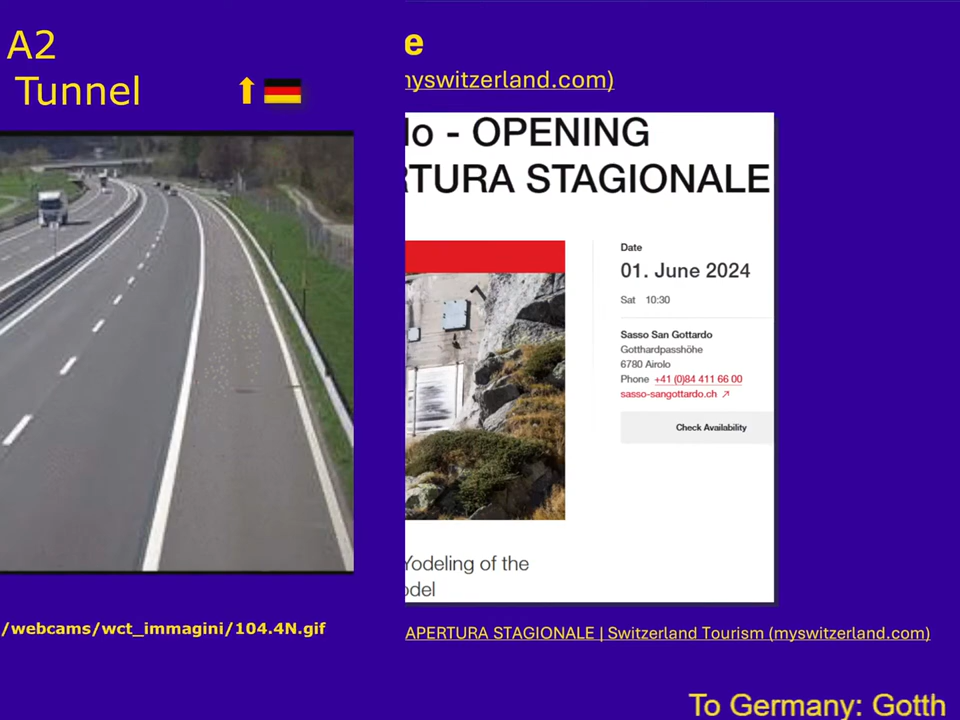 A2
Tunnel
/webcams/wct_immagini/104.4N.gif
e
myswitzerland.com)
lo - OPENING
RTURA STAGIONALE
Date
01. June 2024
Sat 10:30
Sasso San Gottardo
Gotthardpasshöhe
6780 Airolo
Phone +41 (0)84 411 66 00
sasso-sangottardo.ch
Check Availability
Yodeling of the
odel
APERTURA STAGIONALE | Switzerland Tourism (myswitzerland.com)
To Germany: Gotth